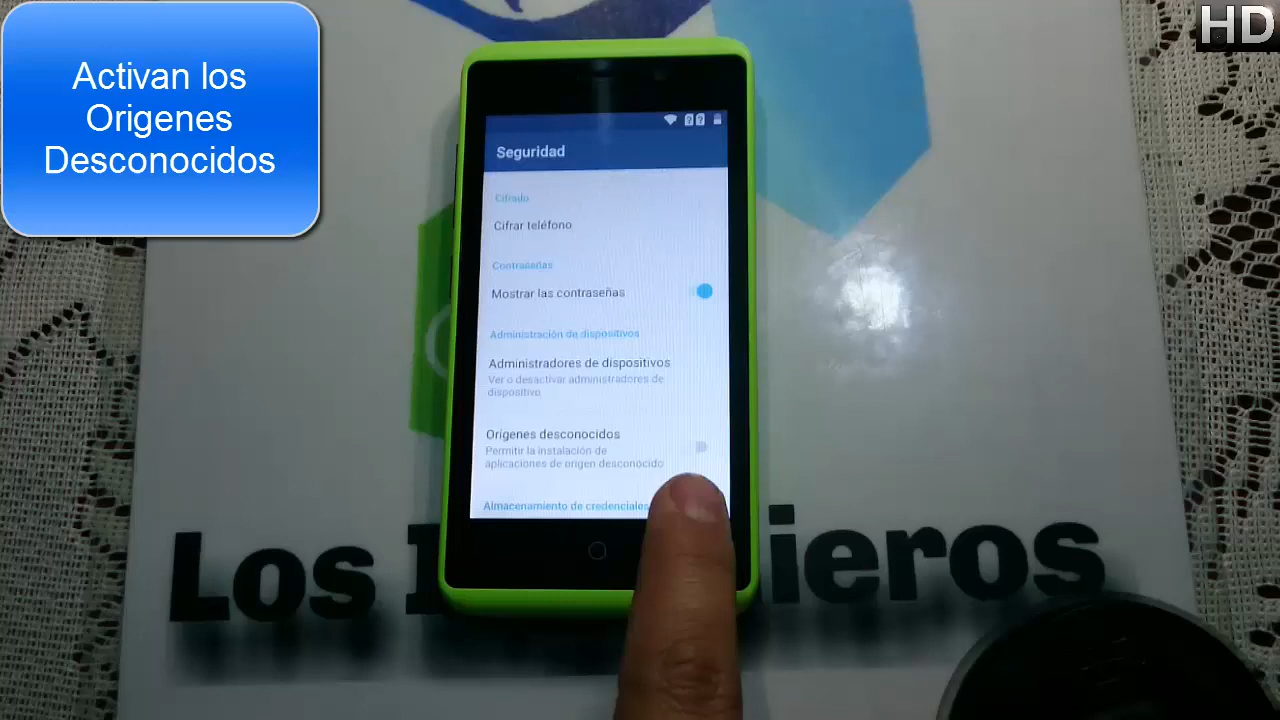 Activan los
Origenes
Desconocidos
HD
Seguridad
Cifrado
Cifrar teléfono
Contraseñas
Mostrar las contraseñas
Administración de dispositivos
Administradores de dispositivos
Ver o desactivar administradores de
dispositivo
Orígenes desconocidos
Permitir la instalación de
aplicaciones de origen desconocido
Almacenamiento de credenciales
Los
ieros